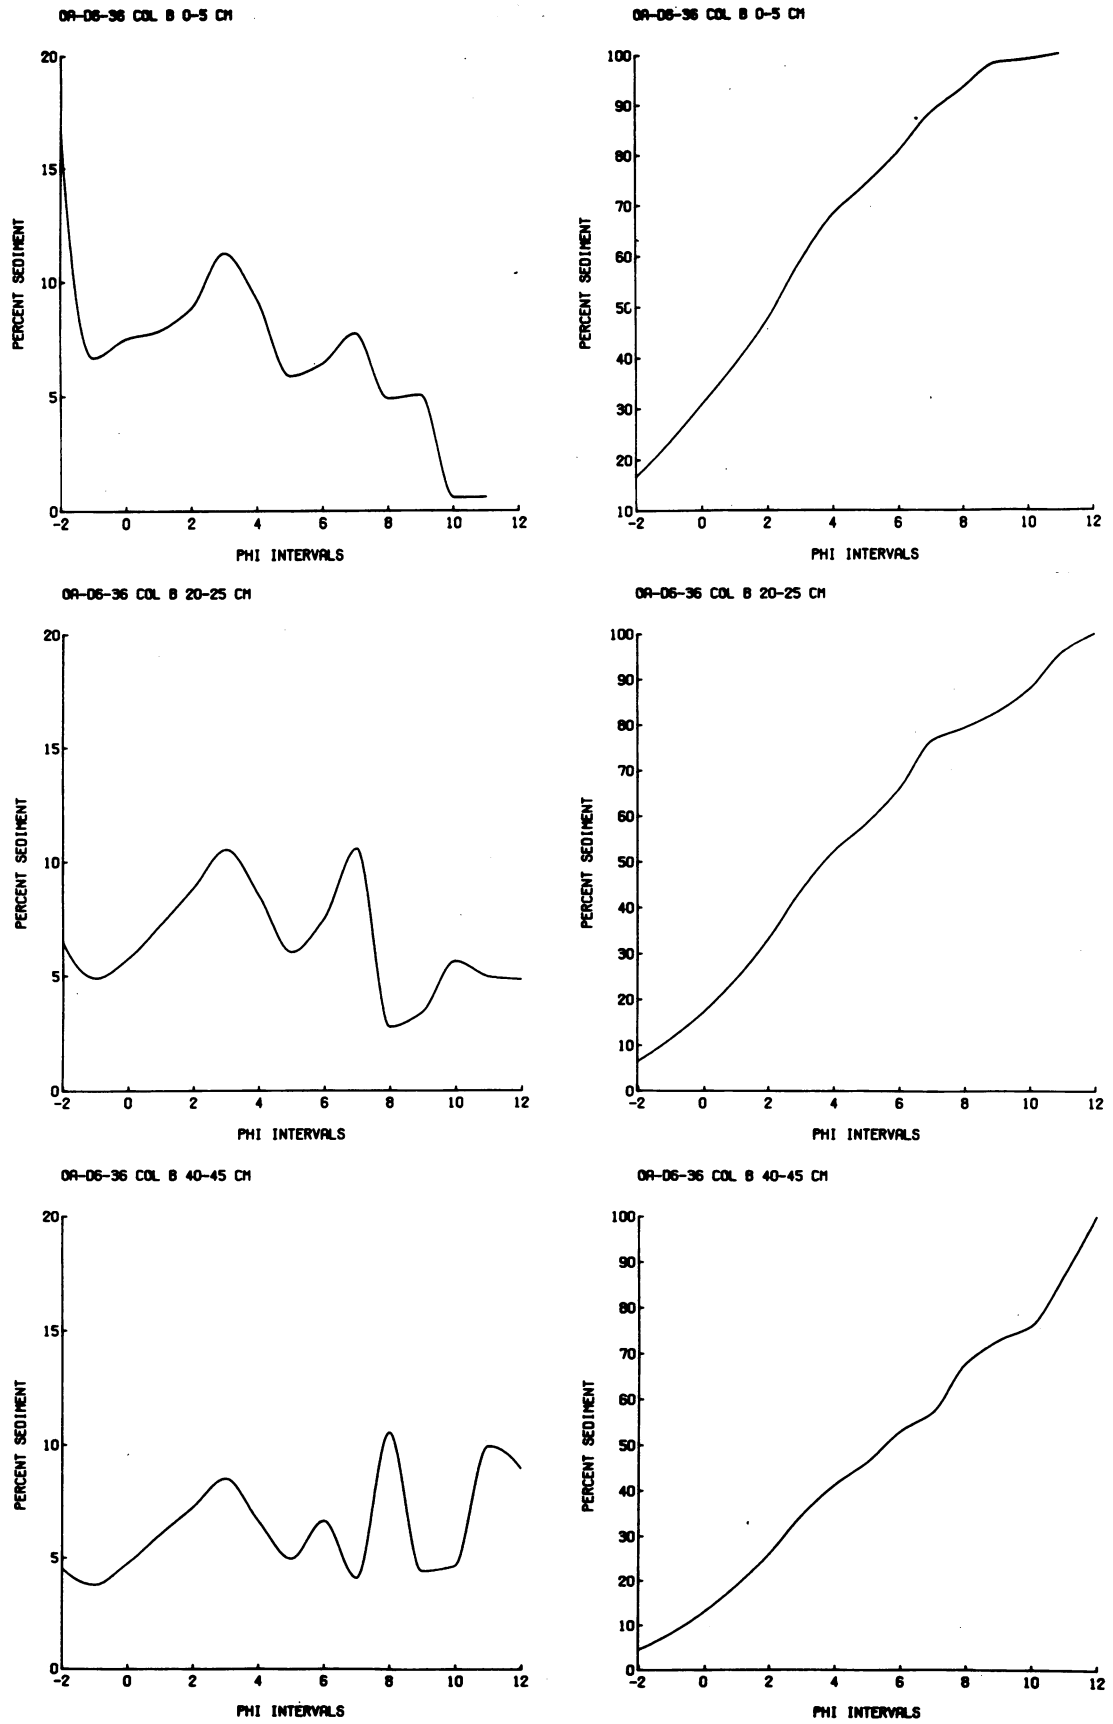 OA-D6-36 COL B 0-5 CM
20
15
10
5
0
PERCENT SEDIMENT
-2 0 2 4 6 8 10 12
PHI INTERVALS
OA-D6-36 COL B 0-5 CM
100
90
80
70
60
50
40
30
20
10
PERCENT SEDIMENT
-2 0 2 4 6 8 10 12
PHI INTERVALS
OA-D6-36 COL B 20-25 CM
20
15
10
5
0
PERCENT SEDIMENT
-2 0 2 4 6 8 10 12
PHI INTERVALS
OA-D6-36 COL B 20-25 CM
100
90
80
70
60
50
40
30
20
10
0
PERCENT SEDIMENT
-2 0 2 4 6 8 10 12
PHI INTERVALS
OA-D6-36 COL B 40-45 CM
20
15
10
5
0
PERCENT SEDIMENT
-2 0 2 4 6 8 10 12
PHI INTERVALS
OA-D6-36 COL B 40-45 CM
100
90
80
70
60
50
40
30
20
10
0
PERCENT SEDIMENT
-2 0 2 4 6 8 10 12
PHI INTERVALS